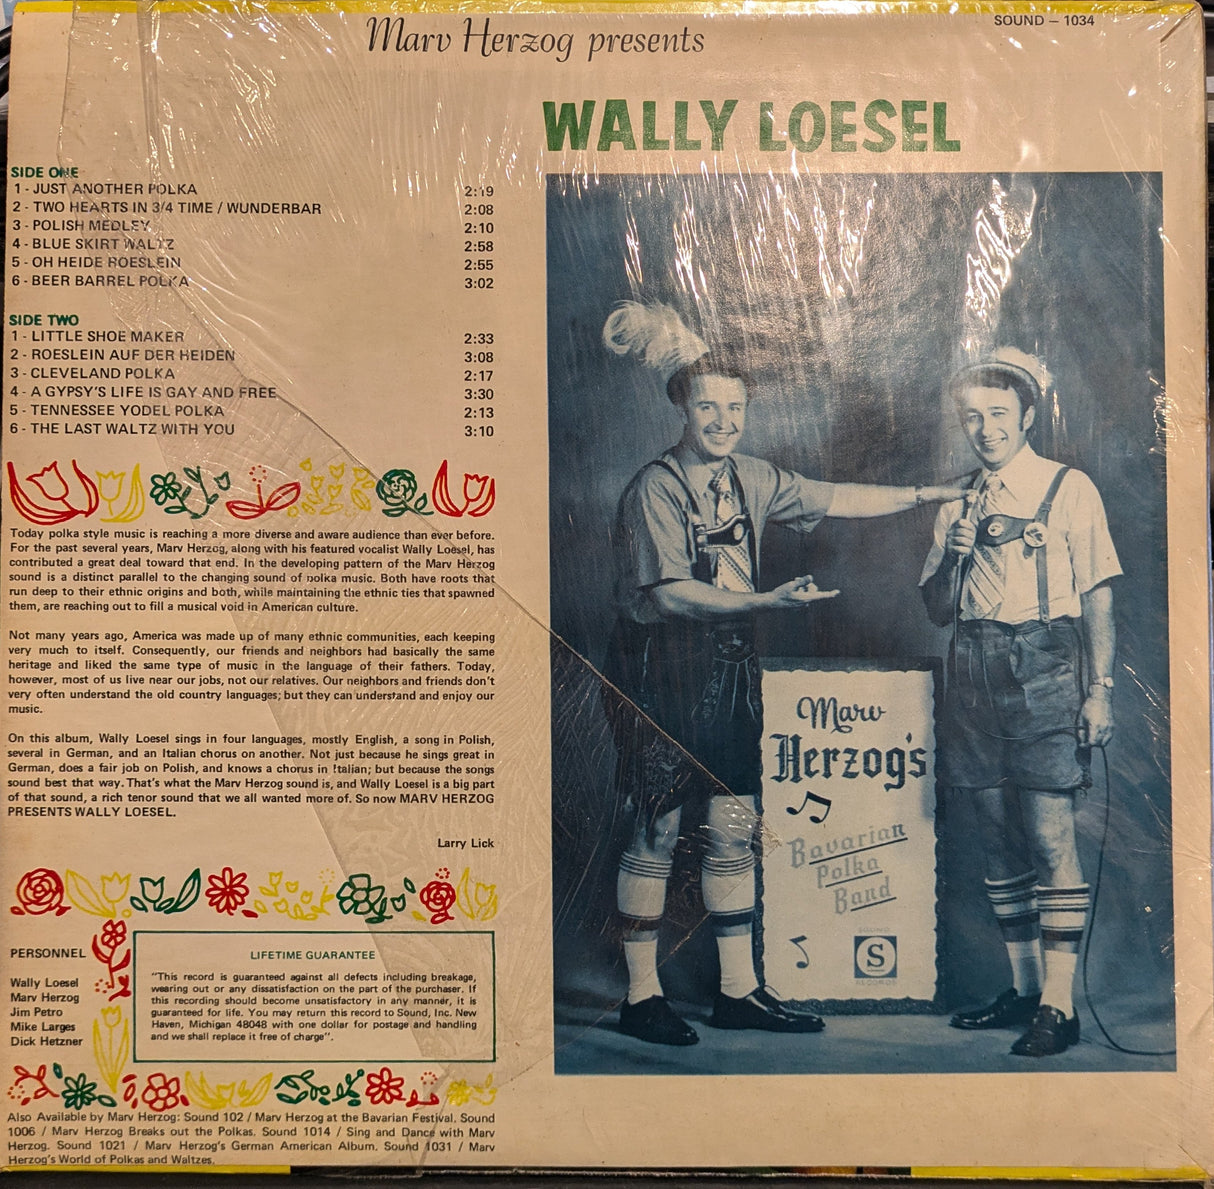 Marv Herzog presents
SOUND – 1034
WALLY LOESEL
SIDE ONE
1 - JUST ANOTHER POLKA 2:19
2 - TWO HEARTS IN 3/4 TIME / WUNDERBAR 2:08
3 - POLISH MEDLEY 2:10
4 - BLUE SKIRT WALTZ 2:58
5 - OH HEIDE ROESLEIN 2:55
6 - BEER BARREL POLKA 3:02
SIDE TWO
1 - LITTLE SHOE MAKER 2:33
2 - ROESLEIN AUF DER HEIDEN 3:08
3 - CLEVELAND POLKA 2:17
4 - A GYPSY'S LIFE IS GAY AND FREE 3:30
5 - TENNESSEE YODEL POLKA 2:13
6 - THE LAST WALTZ WITH YOU 3:10
Today polka style music is reaching a more diverse and aware audience than ever before.
For the past several years, Marv Herzog, along with his featured vocalist Wally Loesel, has
contributed a great deal toward that end. In the developing pattern of the Marv Herzog
sound is a distinct parallel to the changing sound of polka music. Both have roots that
run deep to their ethnic origins and both, while maintaining the ethnic ties that spawned
them, are reaching out to fill a musical void in American culture.
Not many years ago, America was made up of many ethnic communities, each keeping
very much to itself. Consequently, our friends and neighbors had basically the same
heritage and liked the same type of music in the language of their fathers. Today,
however, most of us live near our jobs, not our relatives. Our neighbors and friends don't
very often understand the old country languages; but they can understand and enjoy our
music.
On this album, Wally Loesel sings in four languages, mostly English, a song in Polish,
several in German, and an Italian chorus on another. Not just because he sings great in
German, does a fair job on Polish, and knows a chorus in Italian; but because the songs
sound best that way. That's what the Marv Herzog sound is, and Wally Loesel is a big part
of that sound, a rich tenor sound that we all wanted more of. So now MARV HERZOG
PRESENTS WALLY LOESEL.
Larry Lick
PERSONNEL
Wally Loesel
Marv Herzog
Jim Petro
Mike Larges
Dick Hetzner
LIFETIME GUARANTEE
"This record is guaranteed against all defects including breakage,
wearing out or any dissatisfaction on the part of the purchaser. If
this recording should become unsatisfactory in any manner, it is
guaranteed for life. You may return this record to Sound, Inc. New
Haven, Michigan 48048 with one dollar for postage and handling
and we shall replace it free of charge".
Also Available by Marv Herzog: Sound 102 / Marv Herzog at the Bavarian Festival. Sound
1006 / Marv Herzog Breaks out the Polkas. Sound 1014 / Sing and Dance with Marv
Herzog. Sound 1021 / Marv Herzog's German American Album. Sound 1031 / Marv
Herzog's World of Polkas and Waltzes.
Marv
Herzog's
Bavarian
Polka
Band
SOUND
S
RECORDS